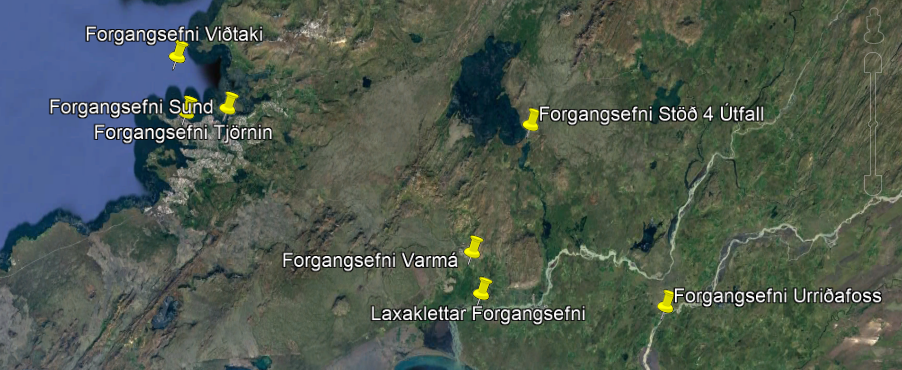 Forgangsefni Viðtaki
Forgangsefni Sund
Forgangsefni Stöð 4 Útfall
Forgangsefni Tjörnin
Forgangsefni Varmá
Forgangsefni Urriðafoss
Laxaklettar Forgangsefni